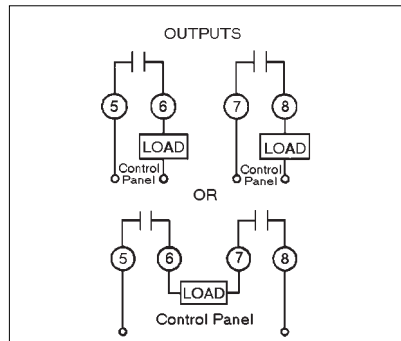 OUTPUTS
5 6 7 8
LOAD LOAD
Control Panel Control Panel
OR
5 6 7 8
LOAD
Control Panel